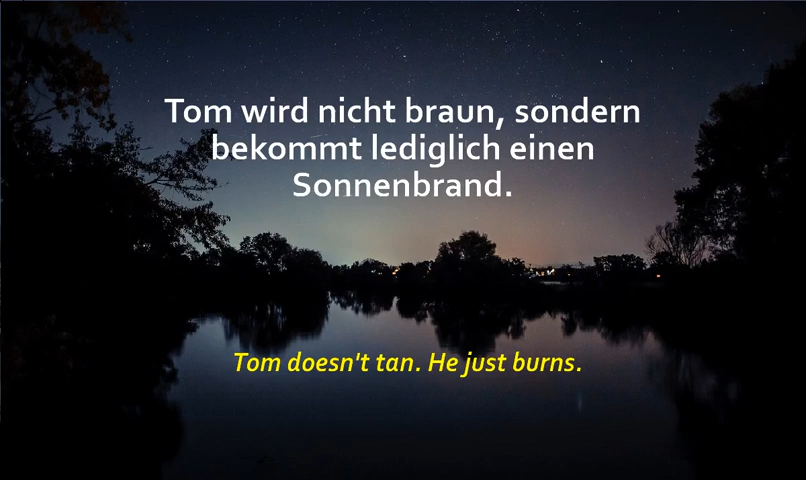 Tom wird nicht braun, sondern
bekommt lediglich einen
Sonnenbrand.
Tom doesn't tan. He just burns.